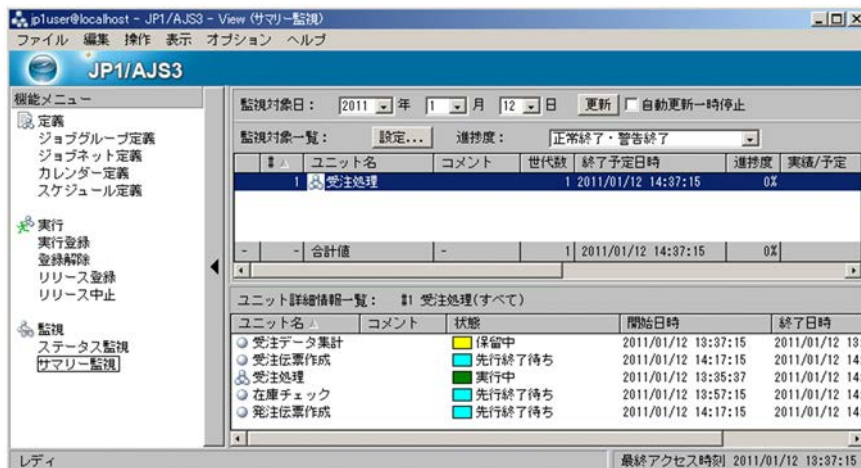 jp1user@localhost - JP1/AJS3 - View (サマリー監視)
ファイル 編集 操作 表示 オプション ヘルプ
JP1/AJS3
機能メニュー
定義
ジョブグループ定義
ジョブネット定義
カレンダー定義
スケジュール定義
実行
実行登録
登録解除
リリース登録
リリース中止
監視
ステータス監視
サマリー監視
監視対象日： 2011 年 1 月 12 日 更新 自動更新一時停止
監視対象一覧： 設定... 進捗度： 正常終了・警告終了
# ユニット名 コメント 世代数 終了予定日時 進捗度 実績/予定
1 受注処理 1 2011/01/12 14:37:15 0%
- - 合計値 - 1 2011/01/12 14:37:15 0%
ユニット詳細情報一覧： #1 受注処理(すべて)
ユニット名 コメント 状態 開始日時 終了日時
受注データ集計 保留中 2011/01/12 13:37:15 2011/01/12 13:
受注伝票作成 先行終了待ち 2011/01/12 14:17:15 2011/01/12 14:
受注処理 実行中 2011/01/12 13:35:37 2011/01/12 14:
在庫チェック 先行終了待ち 2011/01/12 13:57:15 2011/01/12 14:
発注伝票作成 先行終了待ち 2011/01/12 14:17:15 2011/01/12 14:
レディ 最終アクセス時刻 2011/01/12 13:37:15